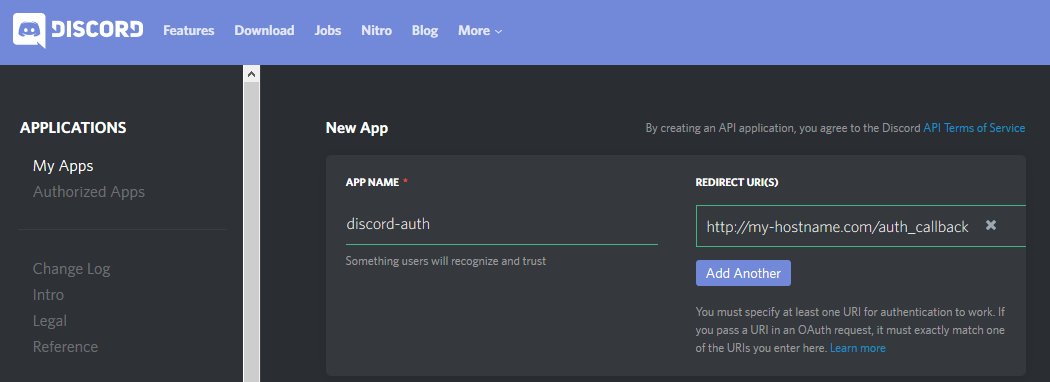 DISCORD Features Download Jobs Nitro Blog More
APPLICATIONS
My Apps
Authorized Apps
Change Log
Intro
Legal
Reference
New App
By creating an API application, you agree to the Discord API Terms of Service
APP NAME *
discord-auth
Something users will recognize and trust
REDIRECT URI(S)
http://my-hostname.com/auth_callback ×
Add Another
You must specify at least one URI for authentication to work. If
you pass a URI in an OAuth request, it must exactly match one
of the URIs you enter here. Learn more